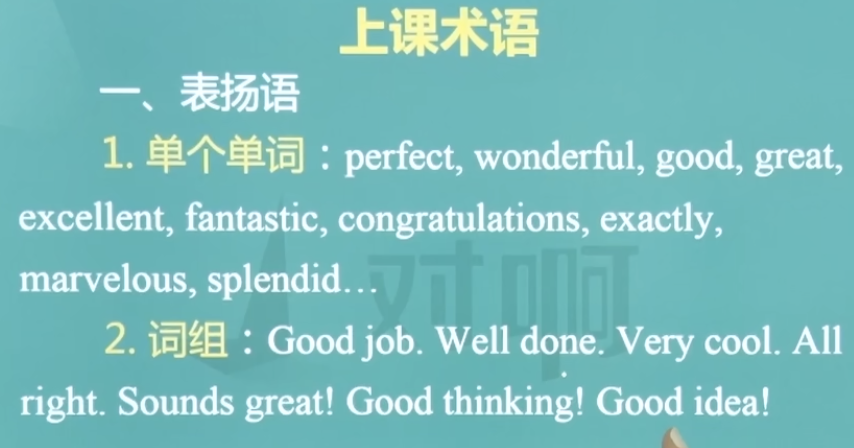 上课术语
一、表扬语
1. 单个单词：perfect, wonderful, good, great,
excellent, fantastic, congratulations, exactly,
marvelous, splendid…
2. 词组：Good job. Well done. Very cool. All
right. Sounds great! Good thinking! Good idea!
对啊